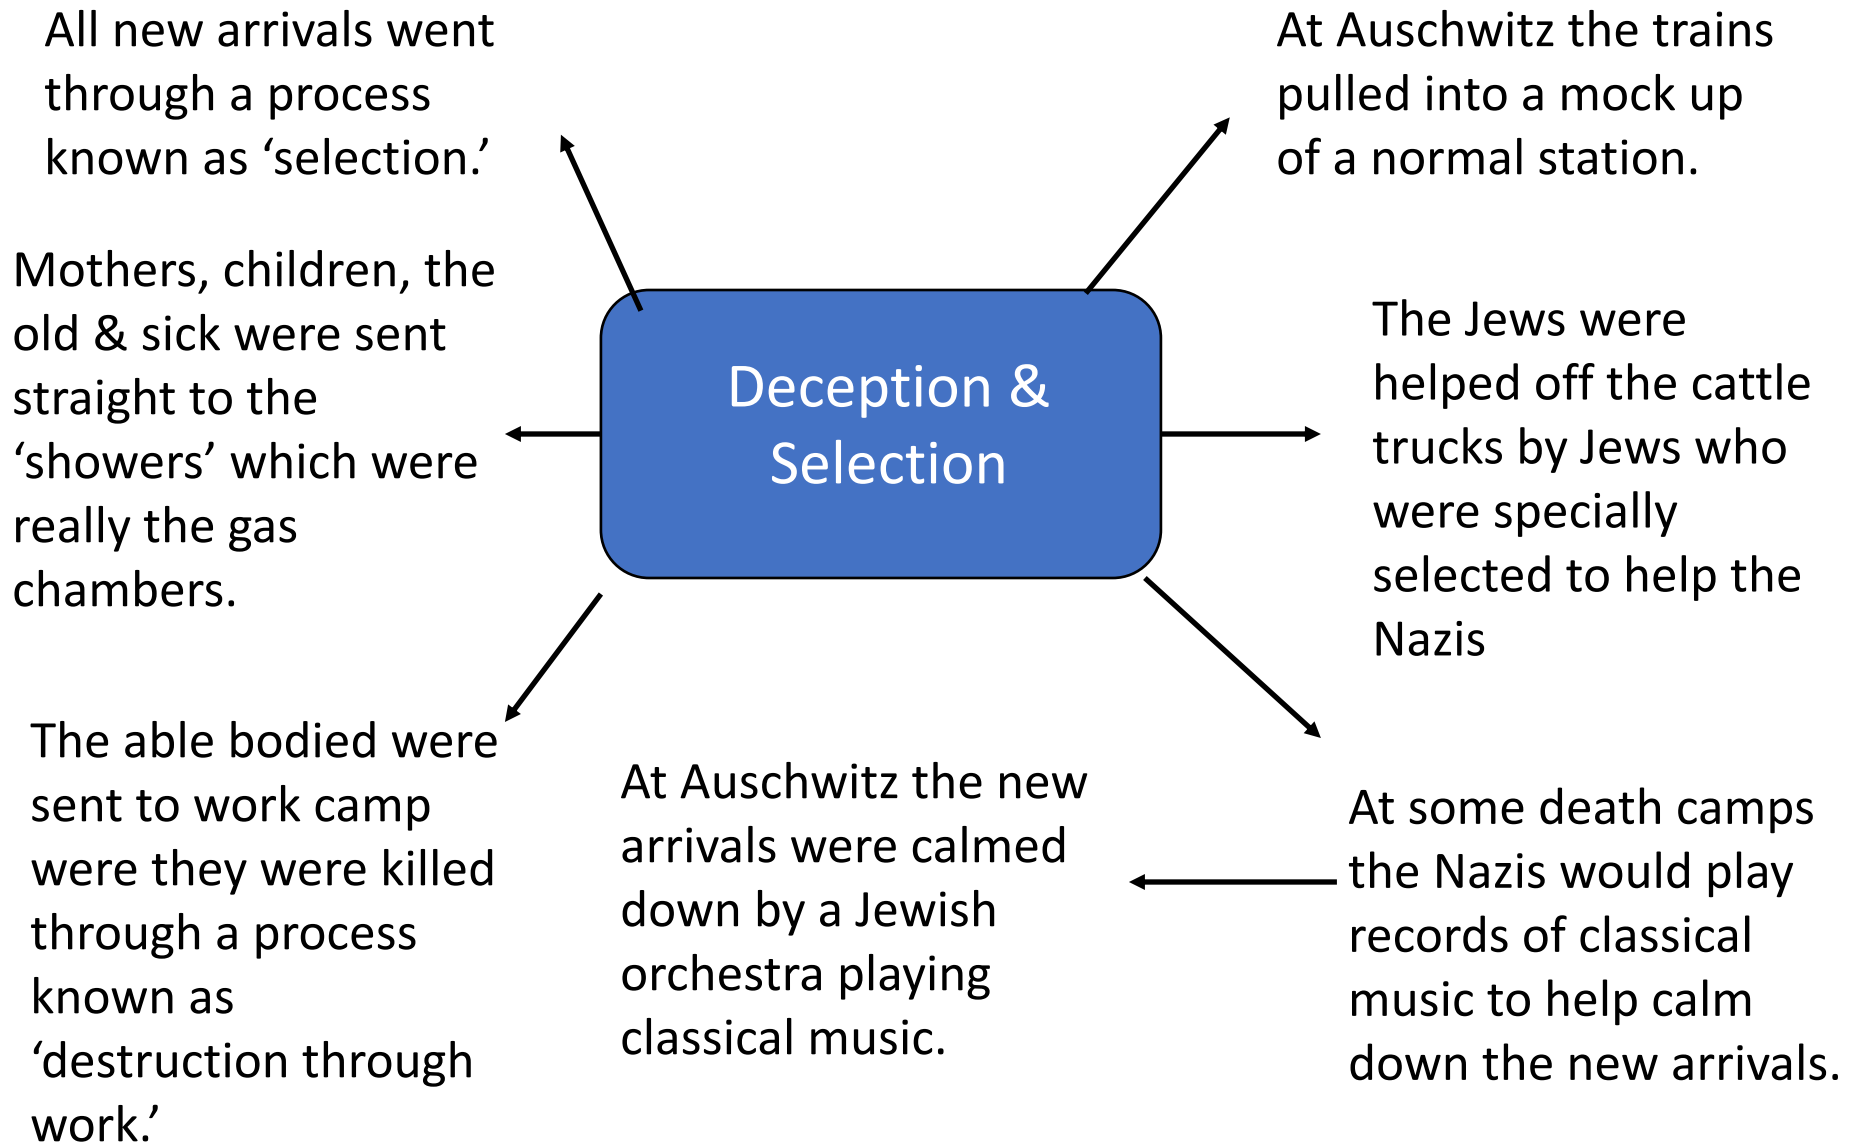 All new arrivals went
through a process
known as ‘selection.’
At Auschwitz the trains
pulled into a mock up
of a normal station.
Mothers, children, the
old & sick were sent
straight to the
‘showers’ which were
really the gas
chambers.
Deception &
Selection
The Jews were
helped off the cattle
trucks by Jews who
were specially
selected to help the
Nazis
The able bodied were
sent to work camp
were they were killed
through a process
known as
‘destruction through
work.’
At Auschwitz the new
arrivals were calmed
down by a Jewish
orchestra playing
classical music.
At some death camps
the Nazis would play
records of classical
music to help calm
down the new arrivals.